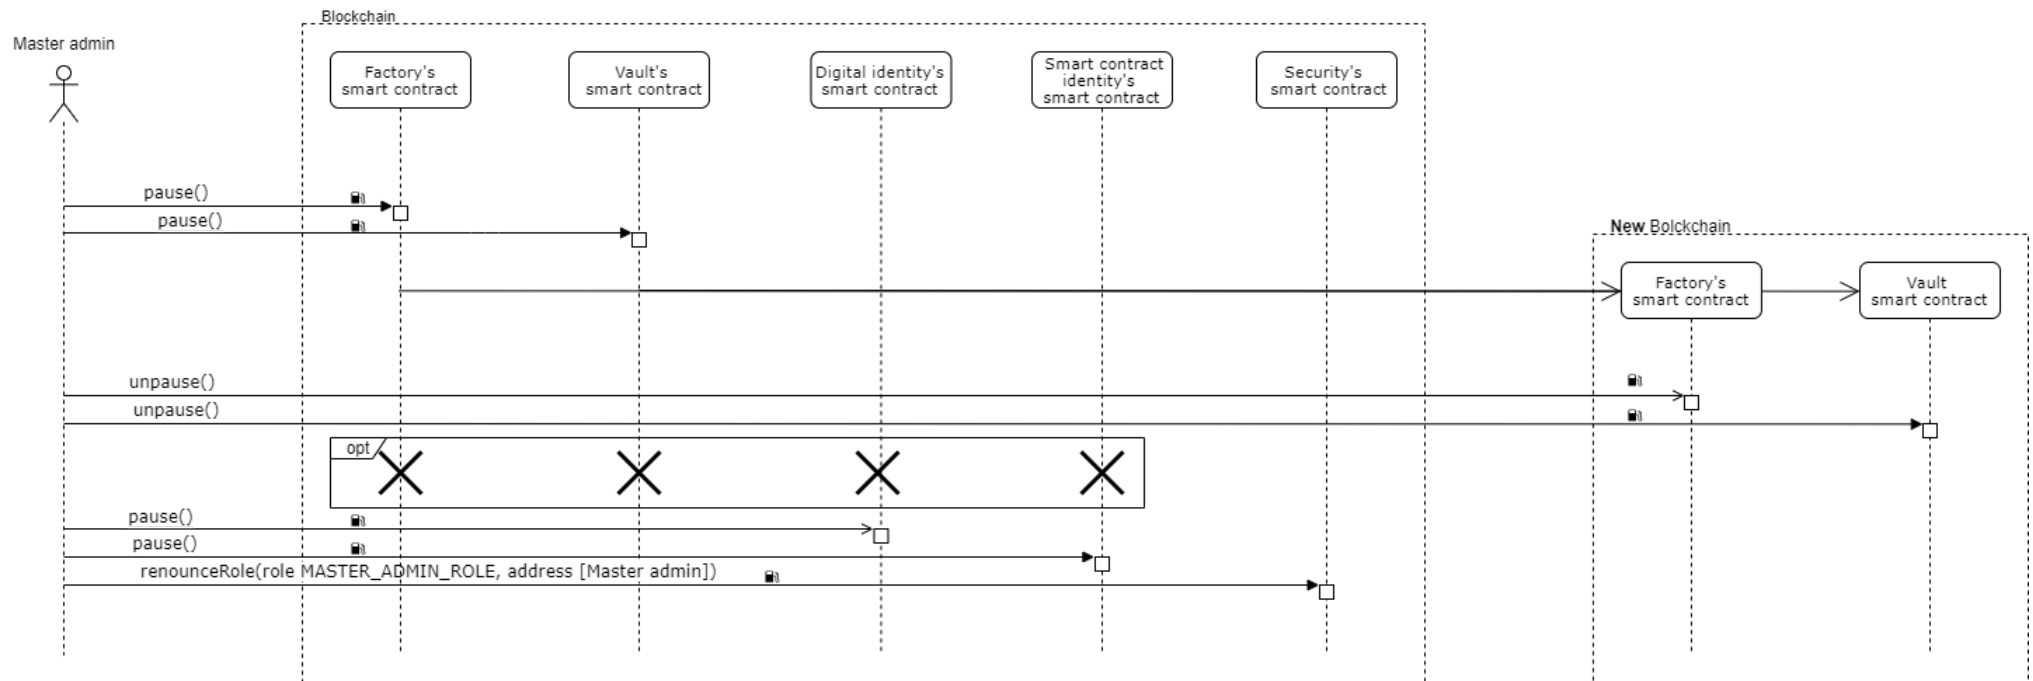 Blockchain
Master admin
Factory's
smart contract
Vault's
smart contract
Digital identity's
smart contract
Smart contract
identity's
smart contract
Security's
smart contract
pause()
pause()
New Bolckchain
Factory's
smart contract
Vault
smart contract
unpause()
unpause()
opt
pause()
pause()
renounceRole(role MASTER_ADMIN_ROLE, address [Master admin])